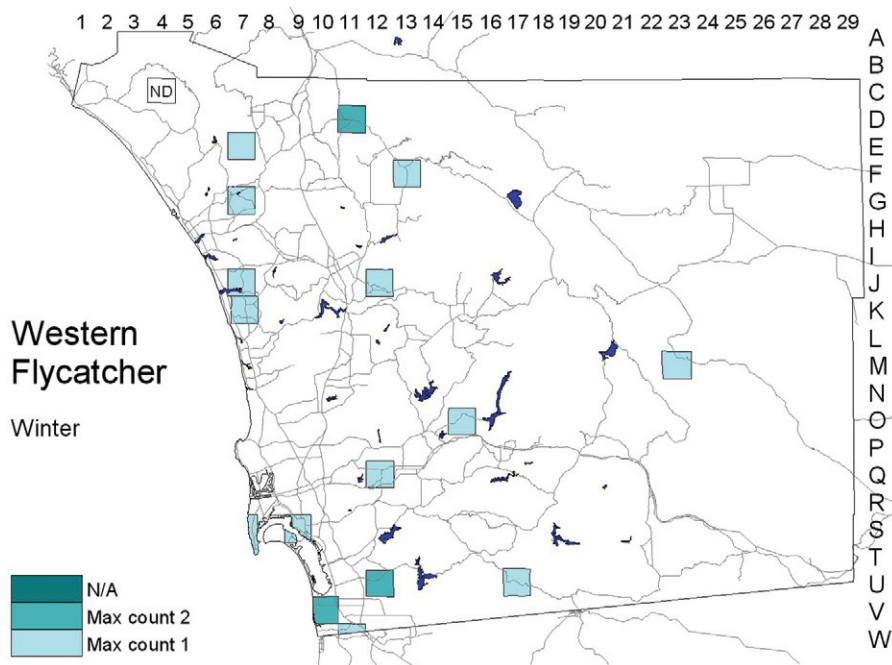 1 2 3 4 5 6 7 8 9 10 11 12 13 14 15 16 17 18 19 20 21 22 23 24 25 26 27 28 29
A
B
C
ND
D
E
F
G
H
I
J
K
L
M
N
O
P
Q
R
S
T
U
V
W
Western
Flycatcher
Winter
N/A
Max count 2
Max count 1